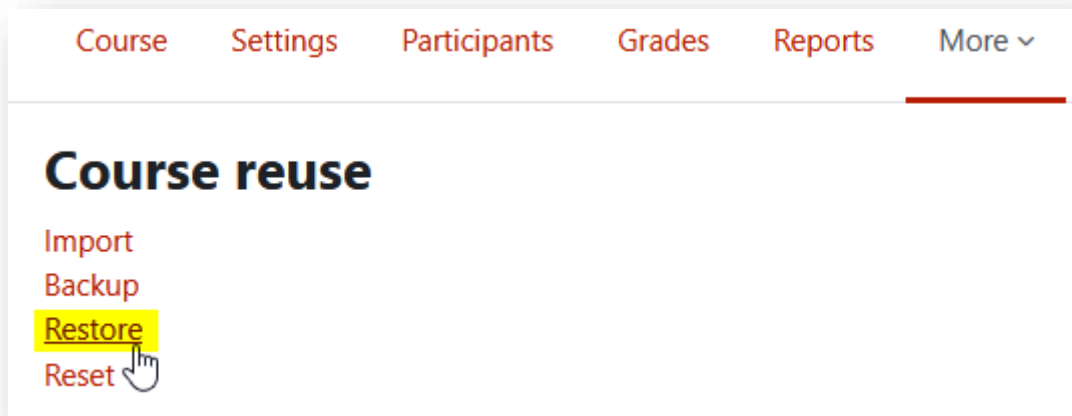 Course Settings Participants Grades Reports More
Course reuse
Import
Backup
Restore
Reset